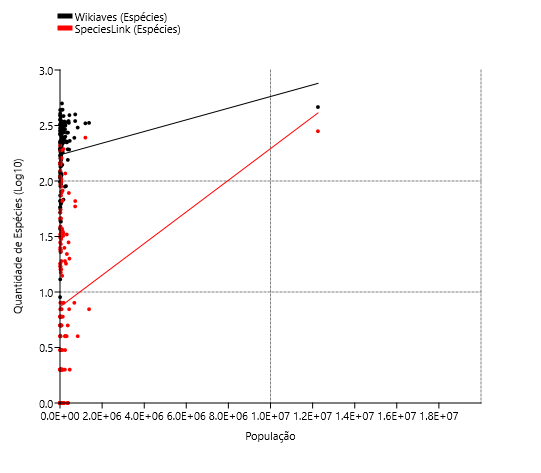 Wikiaves (Espécies)
SpeciesLink (Espécies)
3.0
2.5
2.0
1.5
1.0
0.5
0.0
Quantidade de Espécies (Log10)
0.0E+00 2.0E+06 4.0E+06 6.0E+06 8.0E+06 1.0E+07 1.2E+07 1.4E+07 1.6E+07 1.8E+07
População